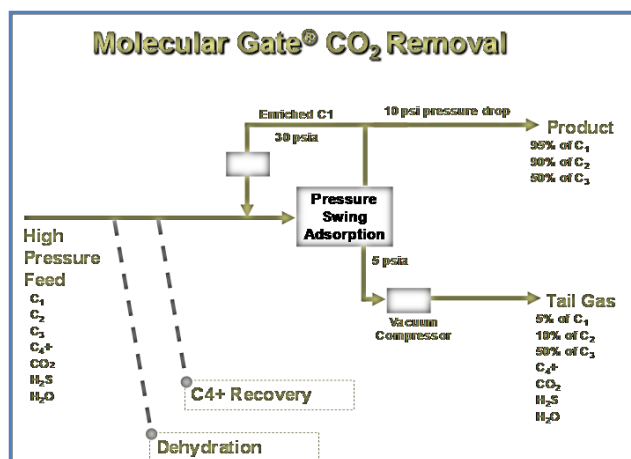 Molecular Gate® CO₂ Removal
Enriched C1
30 psia
10 psi pressure drop
Product
95% of C₁
90% of C₂
50% of C₃
Pressure
Swing
Adsorption
High
Pressure
Feed
C₁
C₂
C₃
C₄+
CO₂
H₂S
H₂O
5 psia
Vacuum
Compressor
Tail Gas
5% of C₁
10% of C₂
50% of C₃
C₄+
CO₂
H₂S
H₂O
C4+ Recovery
Dehydration